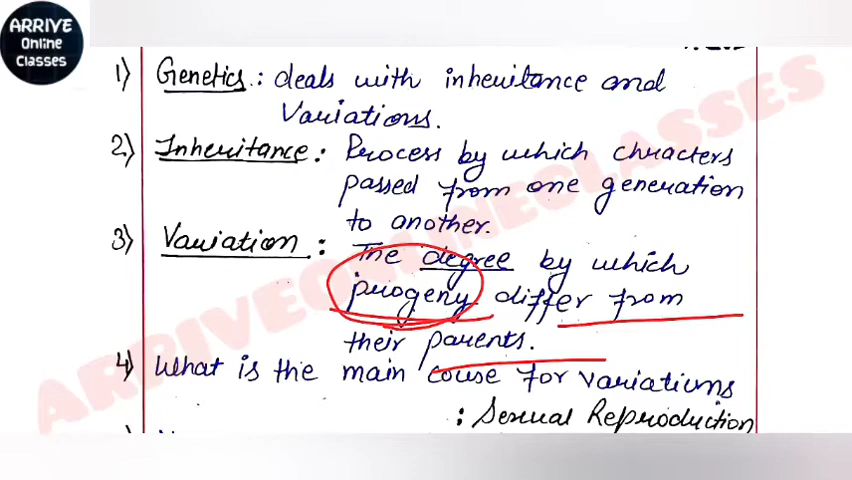 ARRIVE
Online
Classes
1) Genetics: deals with inheritance and
Variations.
2) Inheritance: Process by which chracters
passed from one generation
to another.
3) Variation: The degree by which
progeny differ from
their parents.
4) What is the main couse for variations
: Sexual Reproduction
ARRIVEONLINECLASSES